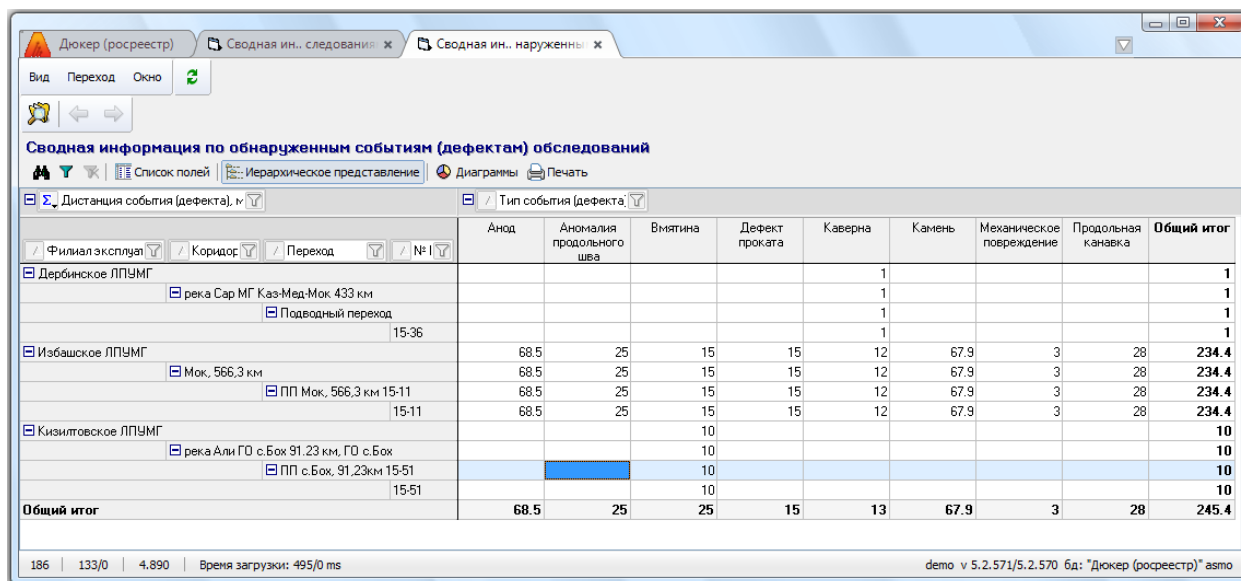 Дюкер (росреестр) Сводная ин.. следования Сводная ин.. наруженны
Вид Переход Окно
Сводная информация по обнаруженным событиям (дефектам) обследований
Список полей Иерархическое представление Диаграммы Печать
Дистанция события (дефекта), м Тип события (дефекта)
Филиал эксплуат Коридор Переход №
Анод Аномалия продольного шва Вмятина Дефект проката Каверна Камень Механическое повреждение Продольная канавка Общий итог
Дербинское ЛПУМГ 1 1
река Сар МГ Каз-Мед-Мок 433 км 1 1
Подводный переход 1 1
15-36 1 1
Избашское ЛПУМГ 68.5 25 15 15 12 67.9 3 28 234.4
Мок, 566,3 км 68.5 25 15 15 12 67.9 3 28 234.4
ПП Мок, 566,3 км 15-11 68.5 25 15 15 12 67.9 3 28 234.4
15-11 68.5 25 15 15 12 67.9 3 28 234.4
Кизилтовское ЛПУМГ 10 10
река Али ГО с.Бох 91.23 км, ГО с.Бох 10 10
ПП с.Бох, 91,23км 15-51 10 10
15-51 10 10
Общий итог 68.5 25 25 15 13 67.9 3 28 245.4
186 133/0 4.890 Время загрузки: 495/0 ms demo v 5.2.571/5.2.570 бд: "Дюкер (росреестр)" asmo